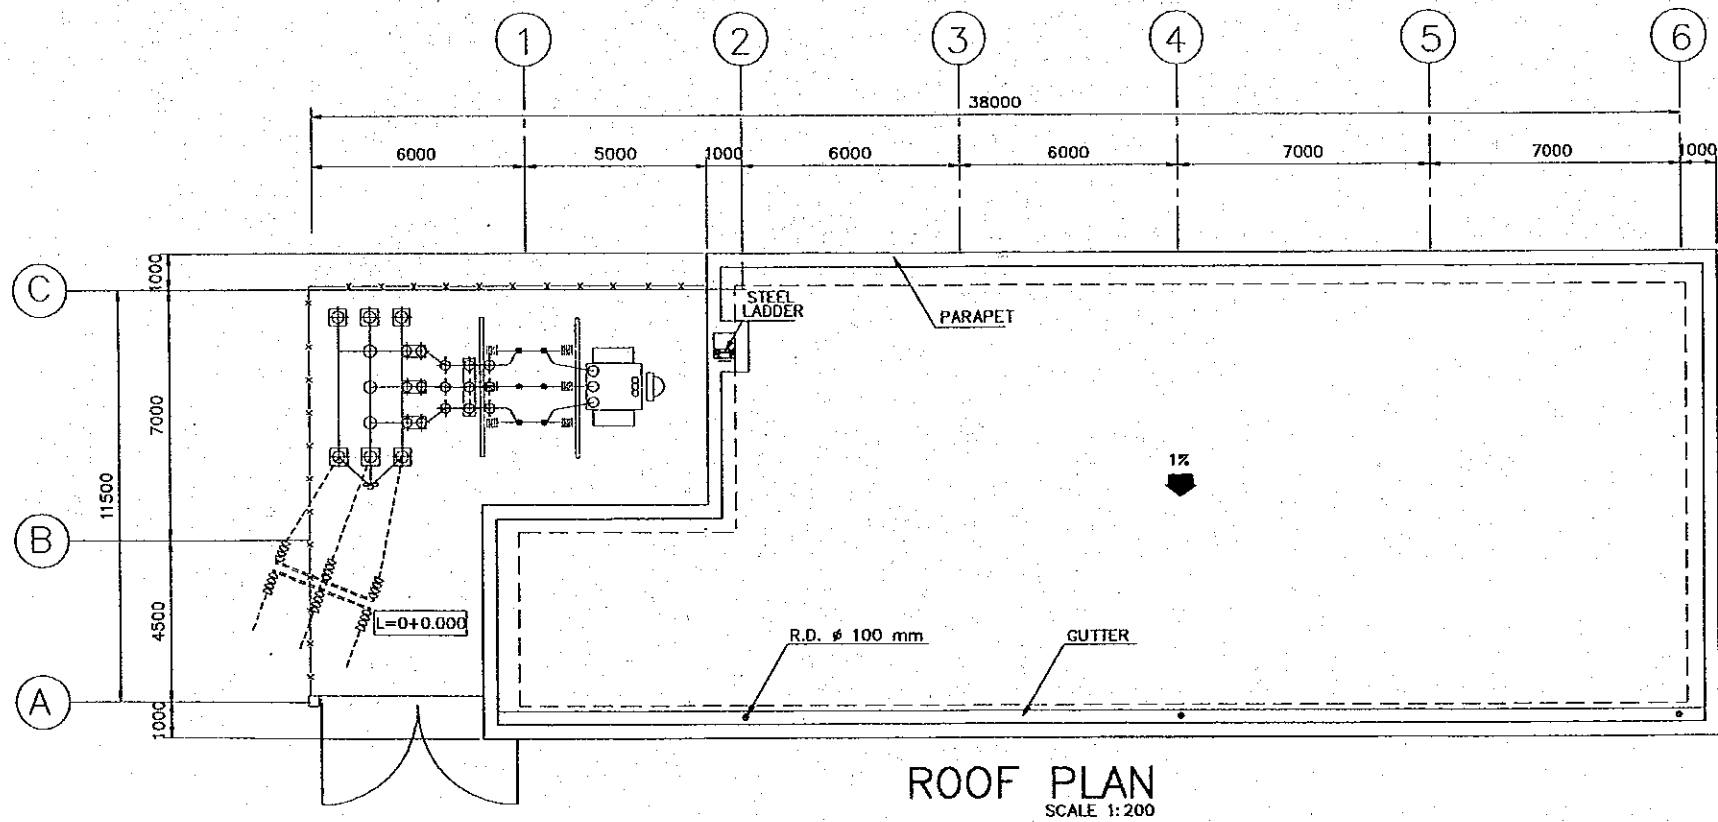 1 2 3 4 5 6
38000
6000 5000 1000 6000 6000 7000 7000 1000
C
1000
STEEL
LADDER
PARAPET
7000
11500
1%
B
4500
L=0+0.000
R.D. ø 100 mm
GUTTER
A
1000
ROOF PLAN
SCALE 1:200